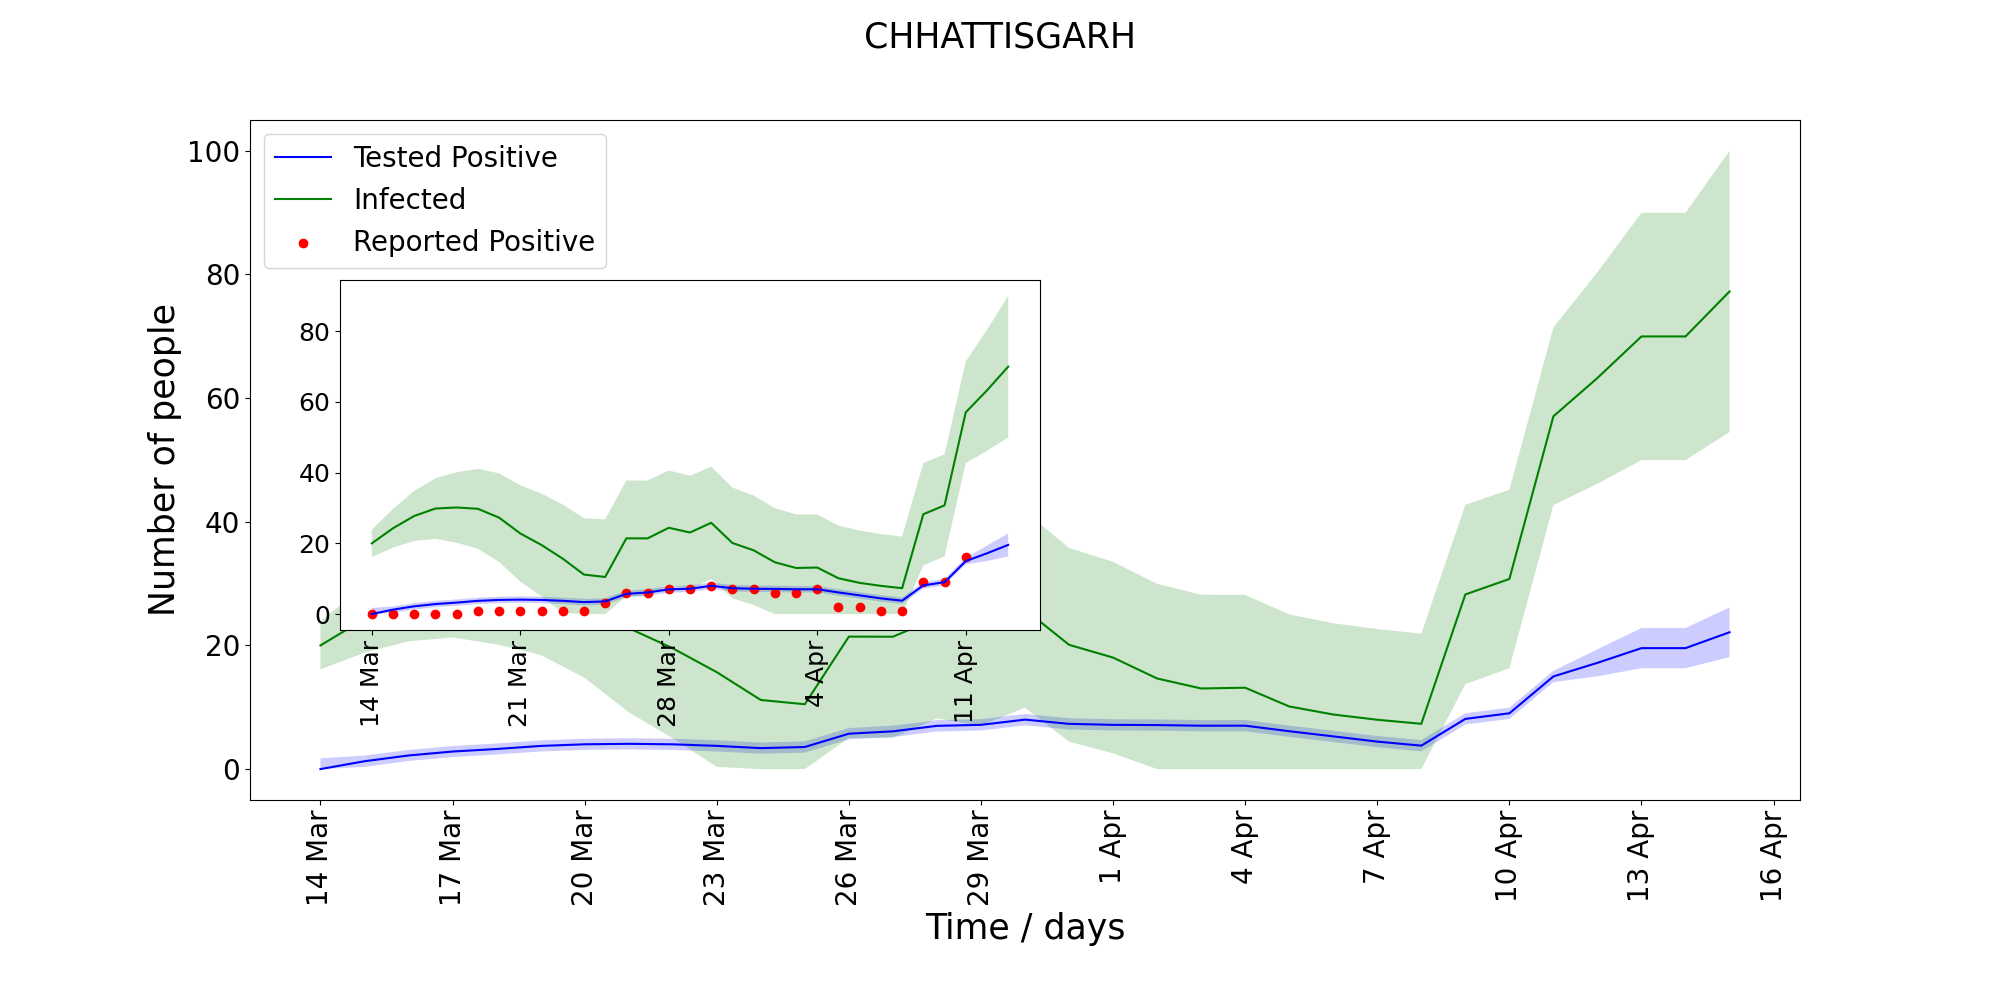 CHHATTISGARH
Tested Positive
Infected
Reported Positive
Number of people
100
80
60
40
20
0
80
60
40
20
0
14 Mar
21 Mar
28 Mar
4 Apr
11 Apr
14 Mar
17 Mar
20 Mar
23 Mar
26 Mar
29 Mar
1 Apr
4 Apr
7 Apr
10 Apr
13 Apr
16 Apr
Time / days